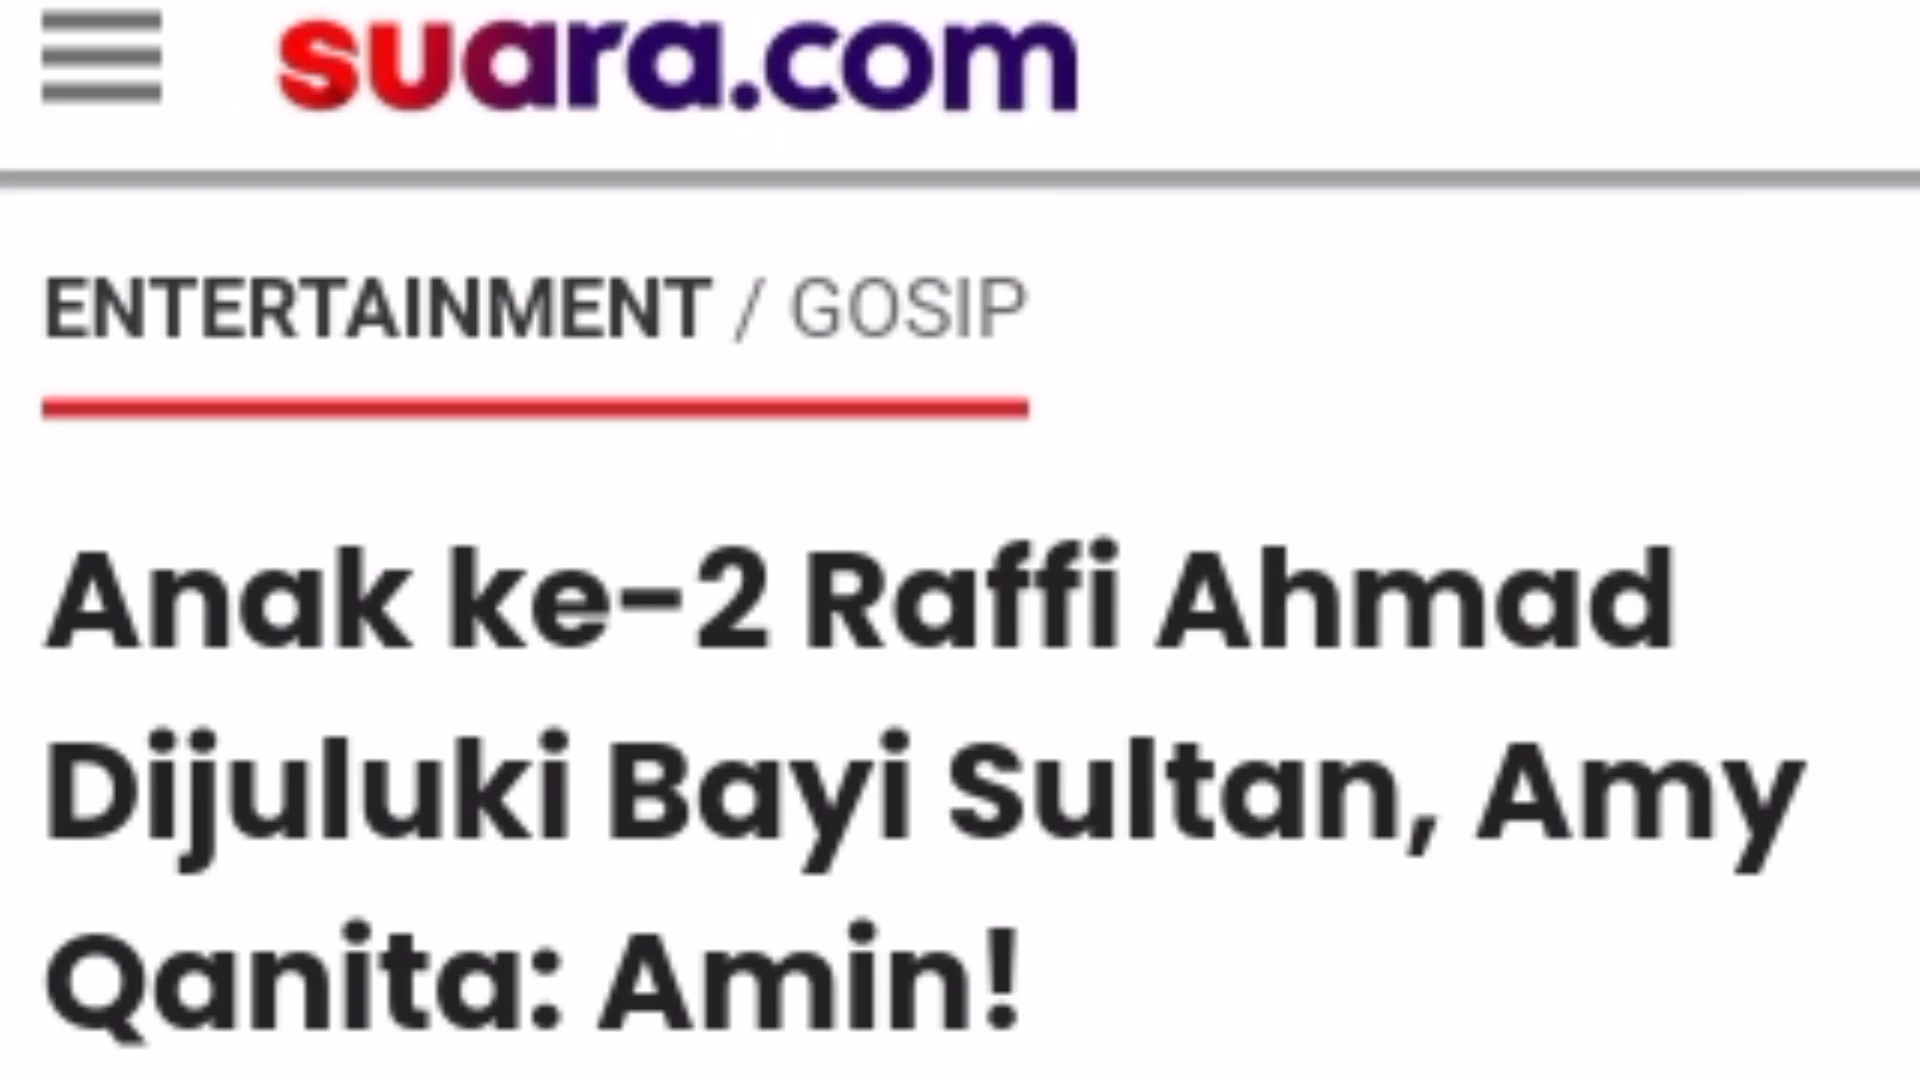 suara.com
ENTERTAINMENT / GOSIP
Anak ke-2 Raffi Ahmad
Dijuluki Bayi Sultan, Amy
Qanita: Amin!